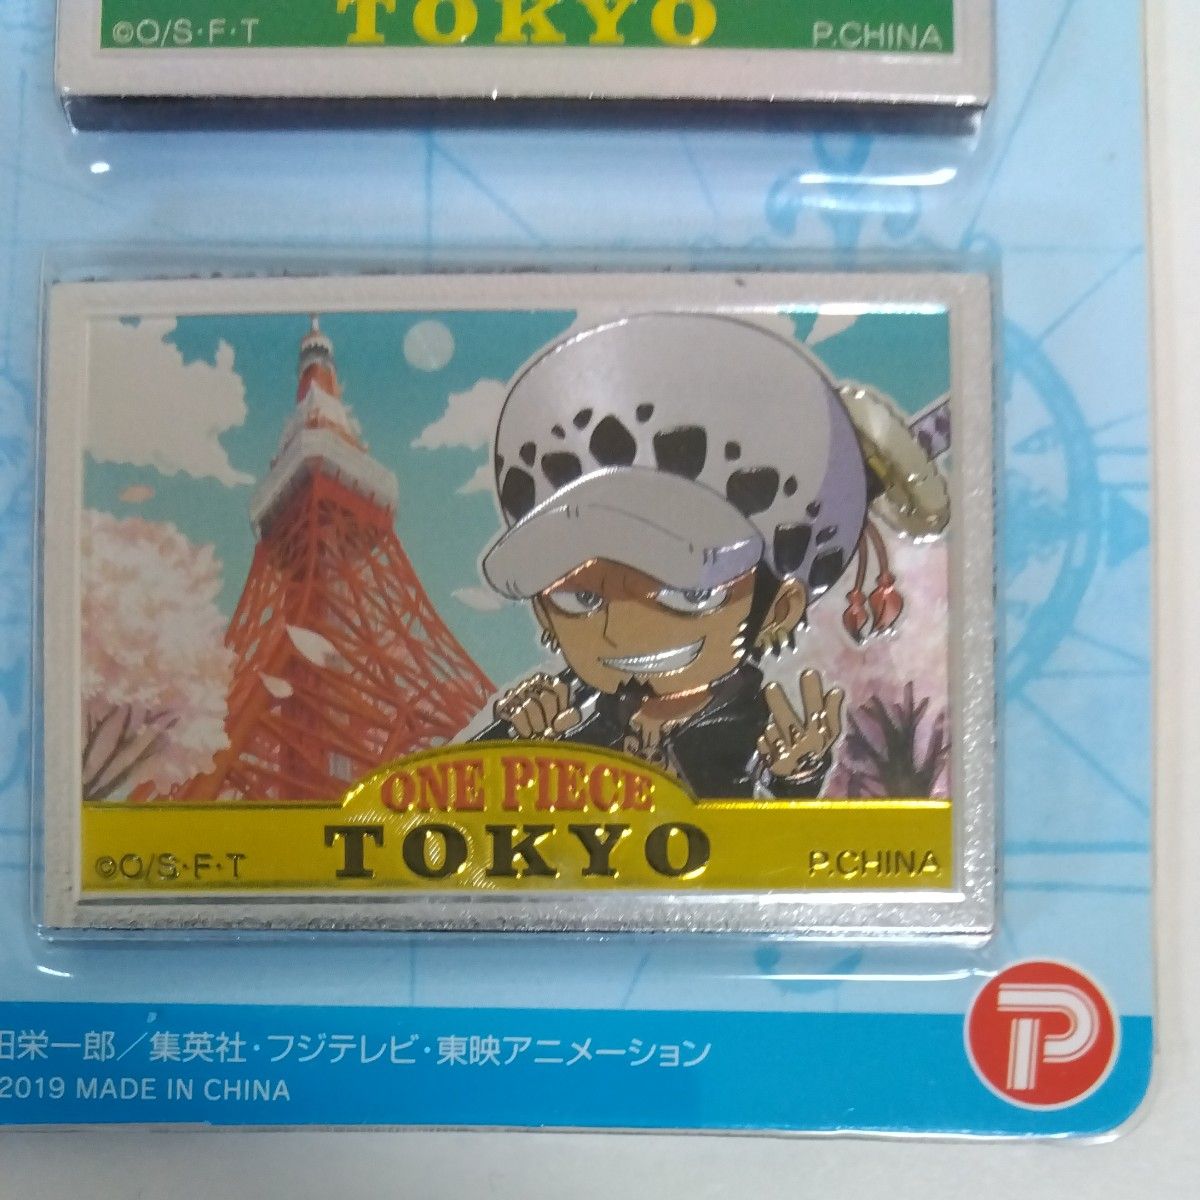 ©O/S·F·T TOKYO P.CHINA
ONE PIECE
©O/S·F·T TOKYO P.CHINA
田栄一郎／集英社・フジテレビ・東映アニメーション
2019 MADE IN CHINA
P